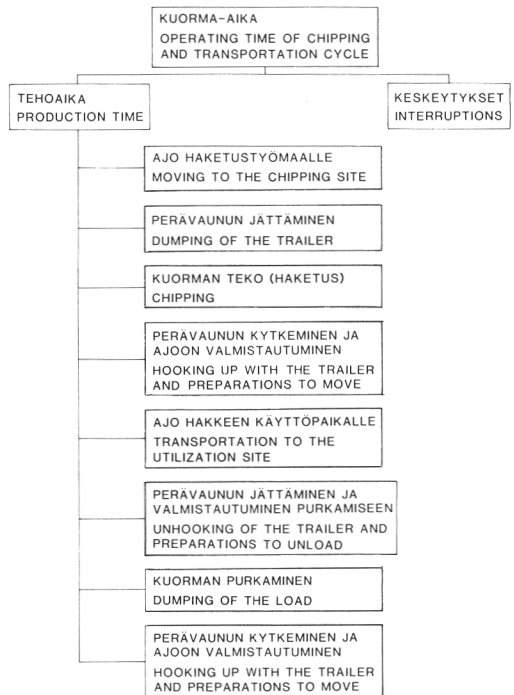 KUORMA-AIKA
OPERATING TIME OF CHIPPING
AND TRANSPORTATION CYCLE
TEHOAIKA
PRODUCTION TIME
KESKEYTYKSET
INTERRUPTIONS
AJO HAKETUSTYÖMAALLE
MOVING TO THE CHIPPING SITE
PERÄVAUNUN JÄTTÄMINEN
DUMPING OF THE TRAILER
KUORMAN TEKO (HAKETUS)
CHIPPING
PERÄVAUNUN KYTKEMINEN JA
AJOON VALMISTAUTUMINEN
HOOKING UP WITH THE TRAILER
AND PREPARATIONS TO MOVE
AJO HAKKEEN KÄYTTÖPAIKALLE
TRANSPORTATION TO THE
UTILIZATION SITE
PERÄVAUNUN JÄTTÄMINEN JA
VALMISTAUTUMINEN PURKAMISEEN
UNHOOKING OF THE TRAILER AND
PREPARATIONS TO UNLOAD
KUORMAN PURKAMINEN
DUMPING OF THE LOAD
PERÄVAUNUN KYTKEMINEN JA
AJOON VALMISTAUTUMINEN
HOOKING UP WITH THE TRAILER
AND PREPARATIONS TO MOVE